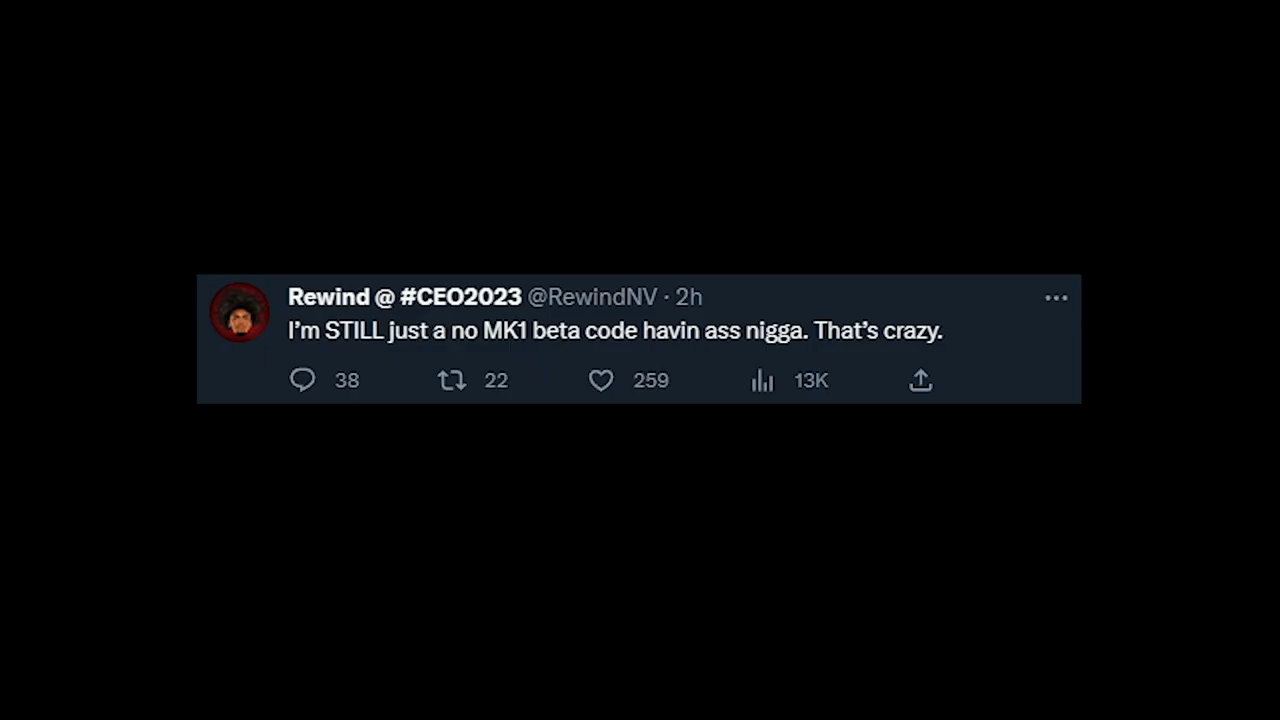 Rewind @ #CEO2023 @RewindNV · 2h
I'm STILL just a no MK1 beta code havin ass nigga. That's crazy.
38 22 259 13K